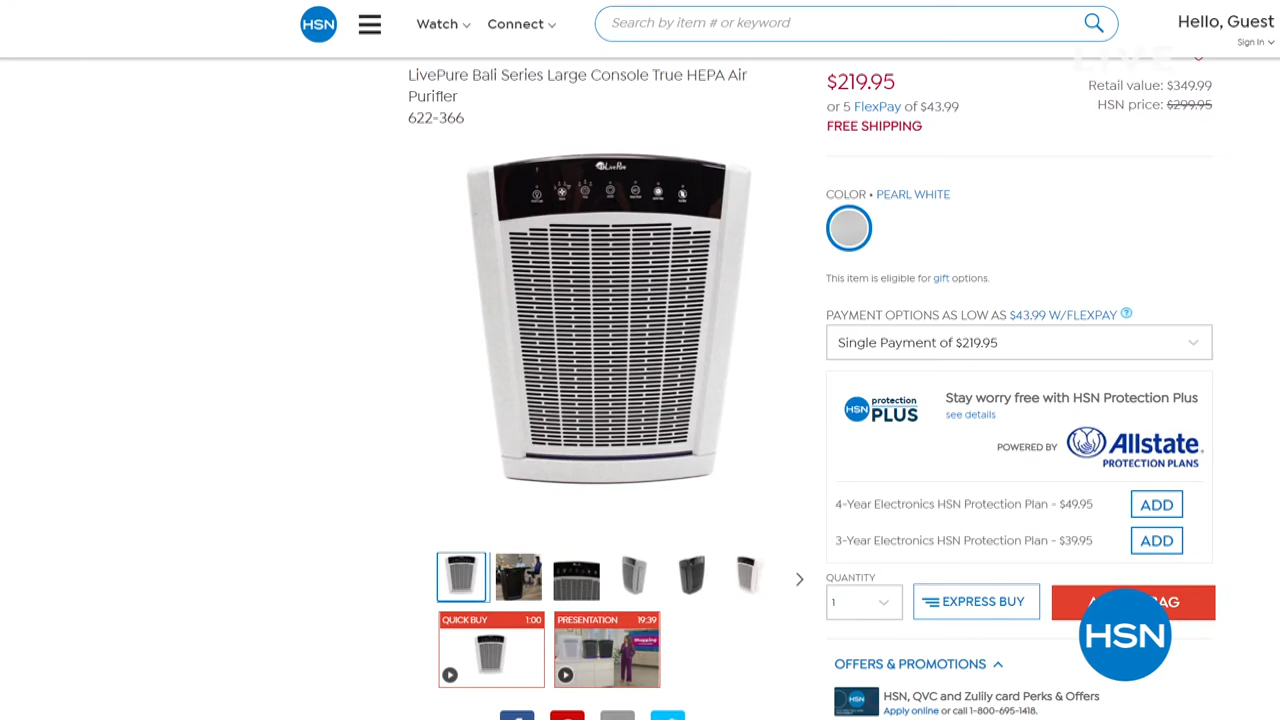 HSN
Watch
Connect
Search by item # or keyword
Hello, Guest
Sign In
LIVE
LivePure Bali Series Large Console True HEPA Air
Purifier
622-366
$219.95
or 5 FlexPay of $43.99
FREE SHIPPING
Retail value: $349.99
HSN price: $299.95
LivePure
COLOR • PEARL WHITE
This item is eligible for gift options.
PAYMENT OPTIONS AS LOW AS $43.99 W/FLEXPAY ?
Single Payment of $219.95
HSN protection PLUS
Stay worry free with HSN Protection Plus
see details
POWERED BY Allstate
PROTECTION PLANS
4-Year Electronics HSN Protection Plan - $49.95 ADD
3-Year Electronics HSN Protection Plan - $39.95 ADD
QUANTITY
1
EXPRESS BUY
AG
HSN
QUICK BUY 1:00
PRESENTATION 19:39
OFFERS & PROMOTIONS
HSN
HSN, QVC and Zulily card Perks & Offers
Apply online or call 1-800-695-1418.